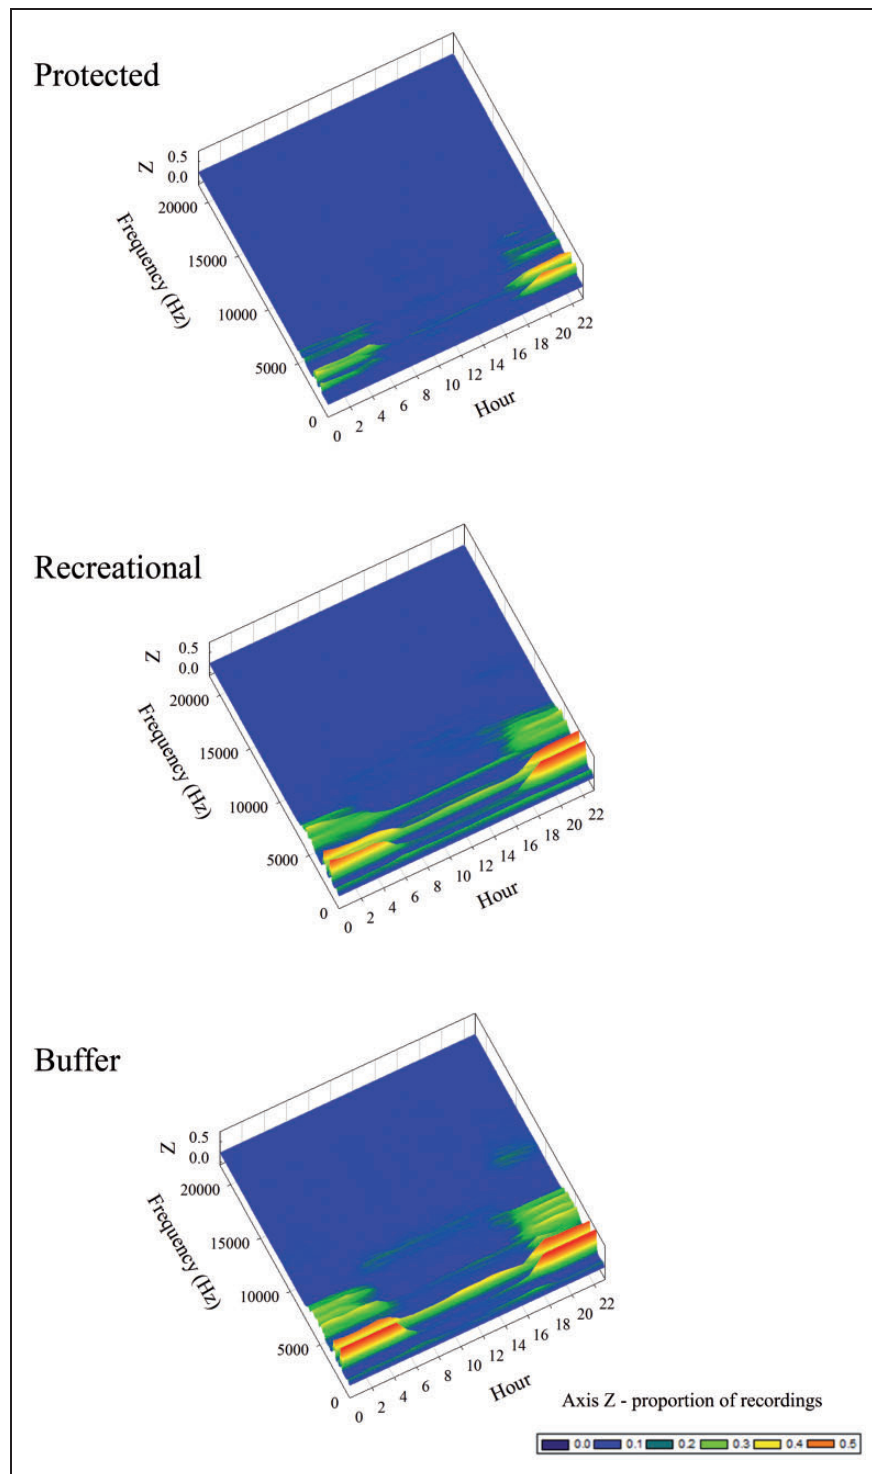 Protected
Z
0.5
0.0
20000
15000
10000
5000
0
Frequency (Hz)
0 2 4 6 8 10 12 14 16 18 20 22
Hour
Recreational
Z
0.5
0.0
20000
15000
10000
5000
0
Frequency (Hz)
0 2 4 6 8 10 12 14 16 18 20 22
Hour
Buffer
Z
0.5
0.0
20000
15000
10000
5000
0
Frequency (Hz)
0 2 4 6 8 10 12 14 16 18 20 22
Hour
Axis Z - proportion of recordings
0.0 0.1 0.2 0.3 0.4 0.5